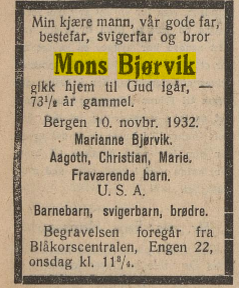 Min kjære mann, vår gode far,
bestefar, svigerfar og bror
Mons Bjørvik
gikk hjem til Gud igår, —
73½ år gammel.
Bergen 10. novbr. 1932.
Marianne Bjørvik.
Aagoth, Christian, Marie.
Fraværende barn.
U. S. A.
Barnebarn, svigerbarn, brødre.
Begravelsen foregår fra
Blåkorscentralen, Engen 22,
onsdag kl. 11³/₄.